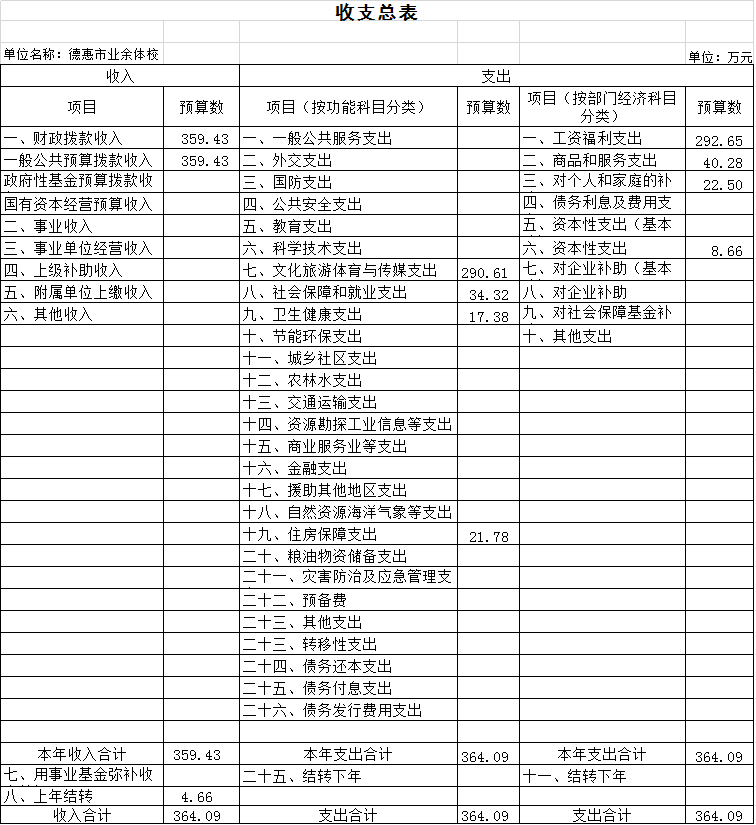 收支总表
单位名称：德惠市业余体校
单位：万元
收入 支出
项目 预算数 项目（按功能科目分类） 预算数 项目（按部门经济科目分类） 预算数
一、财政拨款收入 359.43 一、一般公共服务支出 一、工资福利支出 292.65
一般公共预算拨款收入 359.43 二、外交支出 二、商品和服务支出 40.28
政府性基金预算拨款收 三、国防支出 三、对个人和家庭的补 22.50
国有资本经营预算收入 四、公共安全支出 四、债务利息及费用支
二、事业收入 五、教育支出 五、资本性支出（基本
三、事业单位经营收入 六、科学技术支出 六、资本性支出 8.66
四、上级补助收入 七、文化旅游体育与传媒支出 290.61 七、对企业补助（基本
五、附属单位上缴收入 八、社会保障和就业支出 34.32 八、对企业补助
六、其他收入 九、卫生健康支出 17.38 九、对社会保障基金补
十、节能环保支出 十、其他支出
十一、城乡社区支出
十二、农林水支出
十三、交通运输支出
十四、资源勘探工业信息等支出
十五、商业服务业等支出
十六、金融支出
十七、援助其他地区支出
十八、自然资源海洋气象等支出
十九、住房保障支出 21.78
二十、粮油物资储备支出
二十一、灾害防治及应急管理支
二十二、预备费
二十三、其他支出
二十三、转移性支出
二十四、债务还本支出
二十五、债务付息支出
二十六、债务发行费用支出
本年收入合计 359.43 本年支出合计 364.09 本年支出合计 364.09
七、用事业基金弥补收 二十五、结转下年 十一、结转下年
八、上年结转 4.66
收入合计 364.09 支出合计 364.09 支出合计 364.09